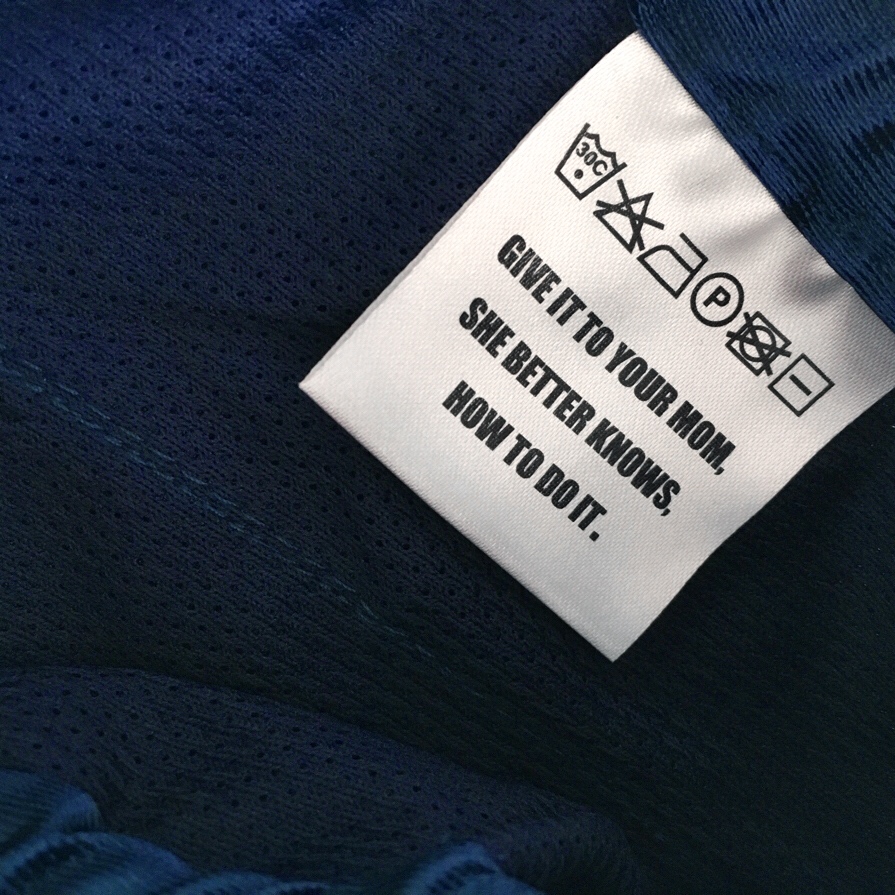 30C
P
GIVE IT TO YOUR MOM,
SHE BETTER KNOWS,
HOW TO DO IT.